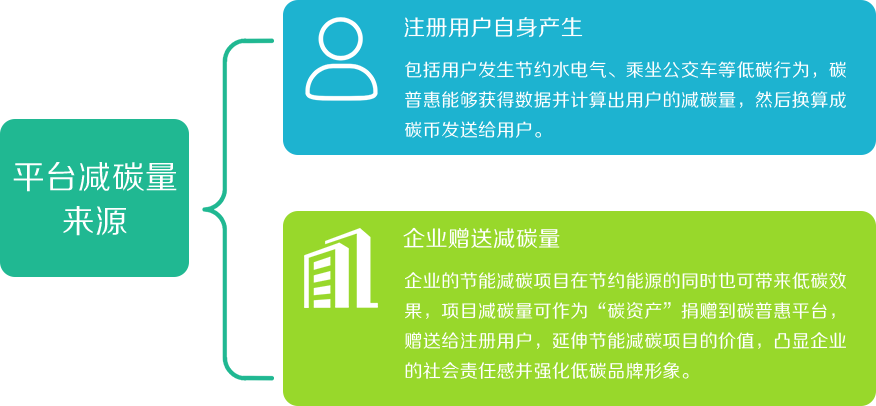 平台减碳量
来源
注册用户自身产生
包括用户发生节约水电气、乘坐公交车等低碳行为，碳
普惠能够获得数据并计算出用户的减碳量，然后换算成
碳币发送给用户。
企业赠送减碳量
企业的节能减碳项目在节约能源的同时也可带来低碳效
果，项目减碳量可作为“碳资产”捐赠到碳普惠平台，
赠送给注册用户，延伸节能减碳项目的价值，凸显企业
的社会责任感并强化低碳品牌形象。